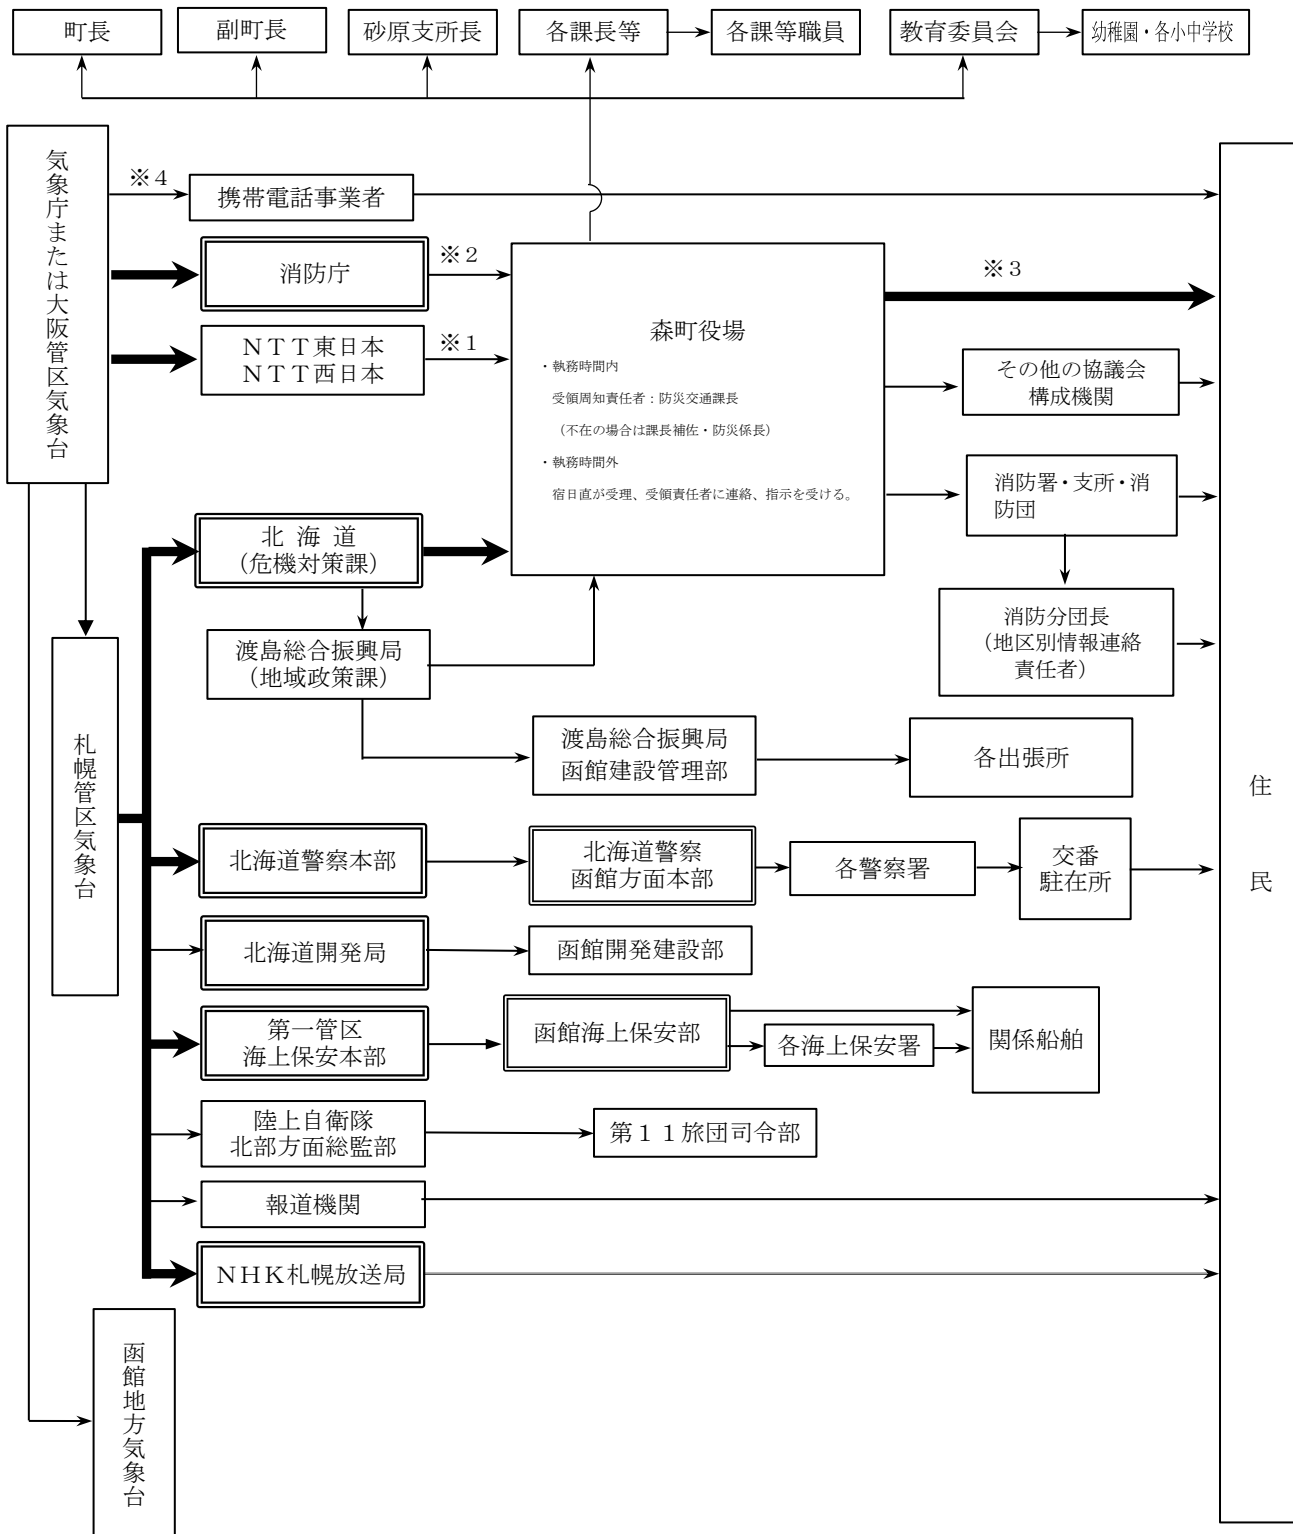 町長
副町長
砂原支所長
各課長等
各課等職員
教育委員会
幼稚園・各小中学校
気象庁または大阪管区気象台
※４
携帯電話事業者
消防庁
※２
ＮＴＴ東日本
ＮＴＴ西日本
※１
森町役場
・執務時間内
受領周知責任者：防災交通課長
（不在の場合は課長補佐・防災係長）
・執務時間外
宿日直が受理、受領責任者に連絡、指示を受ける。
※３
その他の協議会
構成機関
消防署・支所・消
防団
消防分団長
（地区別情報連絡
責任者）
北 海 道
（危機対策課）
渡島総合振興局
（地域政策課）
渡島総合振興局
函館建設管理部
各出張所
札幌管区気象台
北海道警察本部
北海道警察
函館方面本部
各警察署
交番
駐在所
北海道開発局
函館開発建設部
第一管区
海上保安本部
函館海上保安部
各海上保安署
関係船舶
陸上自衛隊
北部方面総監部
第１１旅団司令部
報道機関
ＮＨＫ札幌放送局
函館地方気象台
住民